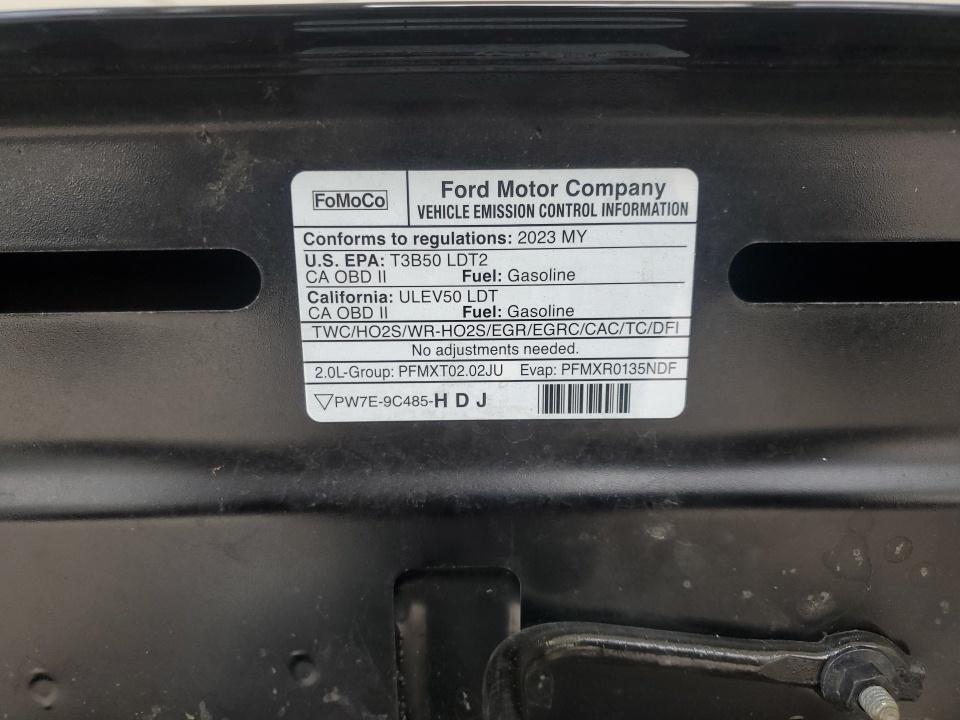 FoMoCo
Ford Motor Company
VEHICLE EMISSION CONTROL INFORMATION
Conforms to regulations: 2023 MY
U.S. EPA: T3B50 LDT2
CA OBD II Fuel: Gasoline
California: ULEV50 LDT
CA OBD II Fuel: Gasoline
TWC/HO2S/WR-HO2S/EGR/EGRC/CAC/TC/DFI
No adjustments needed.
2.0L-Group: PFMXT02.02JU Evap: PFMXR0135NDF
PW7E-9C485-H D J